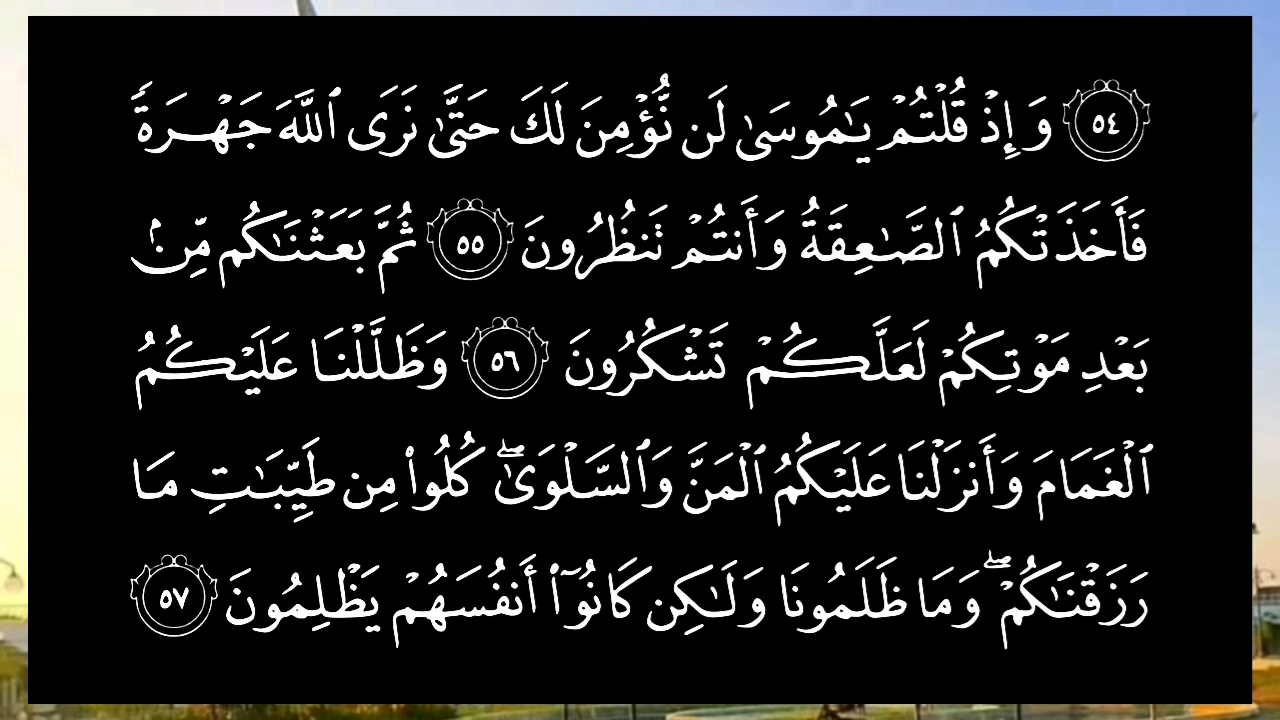 ٥٤ وَإِذۡ قُلۡتُمۡ يَٰمُوسَىٰ لَن نُّؤۡمِنَ لَكَ حَتَّىٰ نَرَى ٱللَّهَ جَهۡرَةٗ
فَأَخَذَتۡكُمُ ٱلصَّٰعِقَةُ وَأَنتُمۡ تَنظُرُونَ ٥٥ ثُمَّ بَعَثۡنَٰكُم مِّنۢ
بَعۡدِ مَوۡتِكُمۡ لَعَلَّكُمۡ تَشۡكُرُونَ ٥٦ وَظَلَّلۡنَا عَلَيۡكُمُ
ٱلۡغَمَامَ وَأَنزَلۡنَا عَلَيۡكُمُ ٱلۡمَنَّ وَٱلسَّلۡوَىٰۖ كُلُواْ مِن طَيِّبَٰتِ مَا
رَزَقۡنَٰكُمۡۖ وَمَا ظَلَمُونَا وَلَٰكِن كَانُوٓاْ أَنفُسَهُمۡ يَظۡلِمُونَ ٥٧